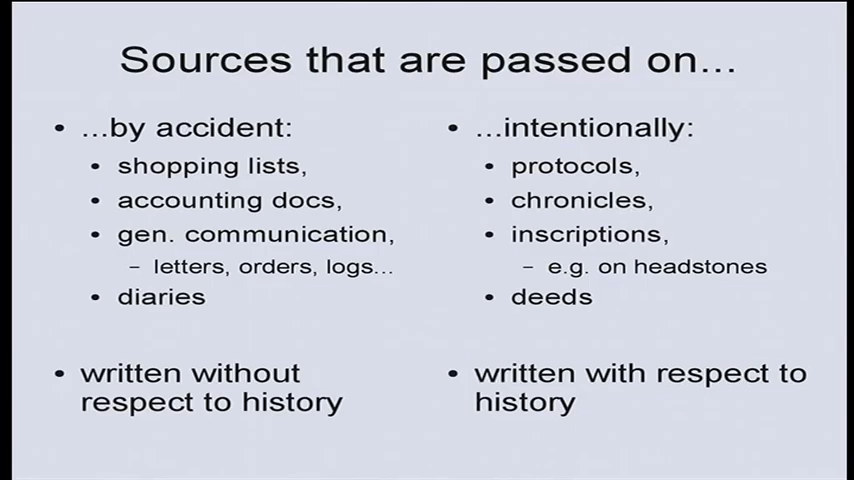 Sources that are passed on...
• ...by accident:
• shopping lists,
• accounting docs,
• gen. communication,
– letters, orders, logs...
• diaries
• written without
respect to history
• ...intentionally:
• protocols,
• chronicles,
• inscriptions,
– e.g. on headstones
• deeds
• written with respect to
history